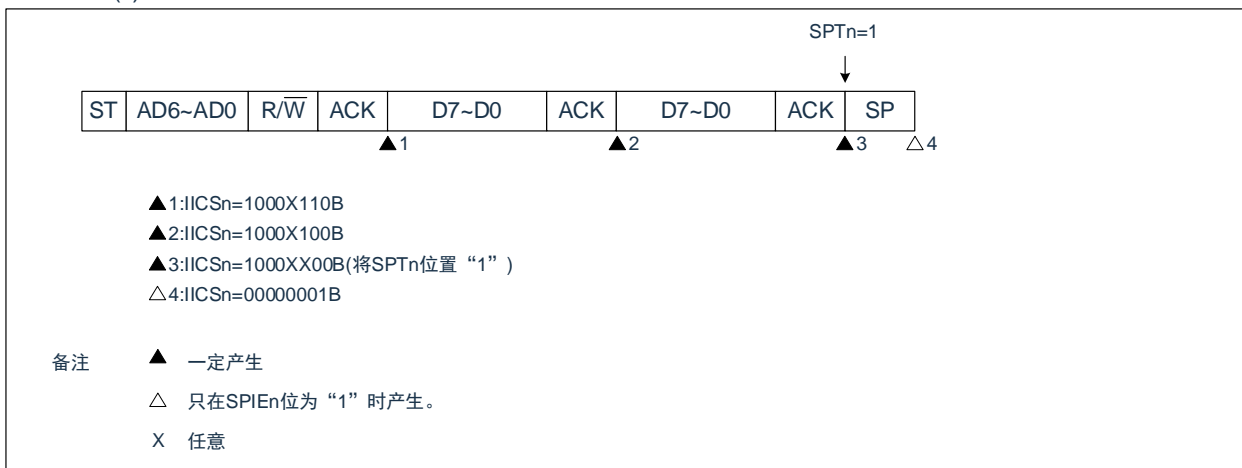 SPTn=1
ST AD6~AD0 R/W ACK D7~D0 ACK D7~D0 ACK SP
▲1 ▲2 ▲3 △4
▲1:IICSn=1000X110B
▲2:IICSn=1000X100B
▲3:IICSn=1000XX00B(将SPTn位置“1”)
△4:IICSn=00000001B
备注 ▲ 一定产生
△ 只在SPIEn位为“1”时产生。
X 任意